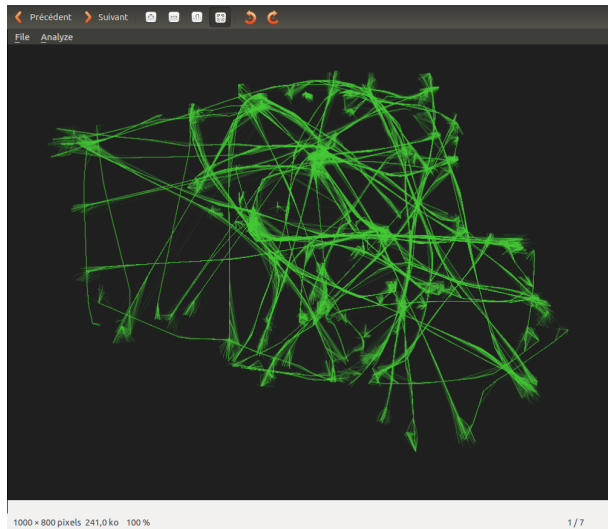 Précédent Suivant
File Analyze
1000 × 800 pixels 241,0 ko 100 % 1 / 7